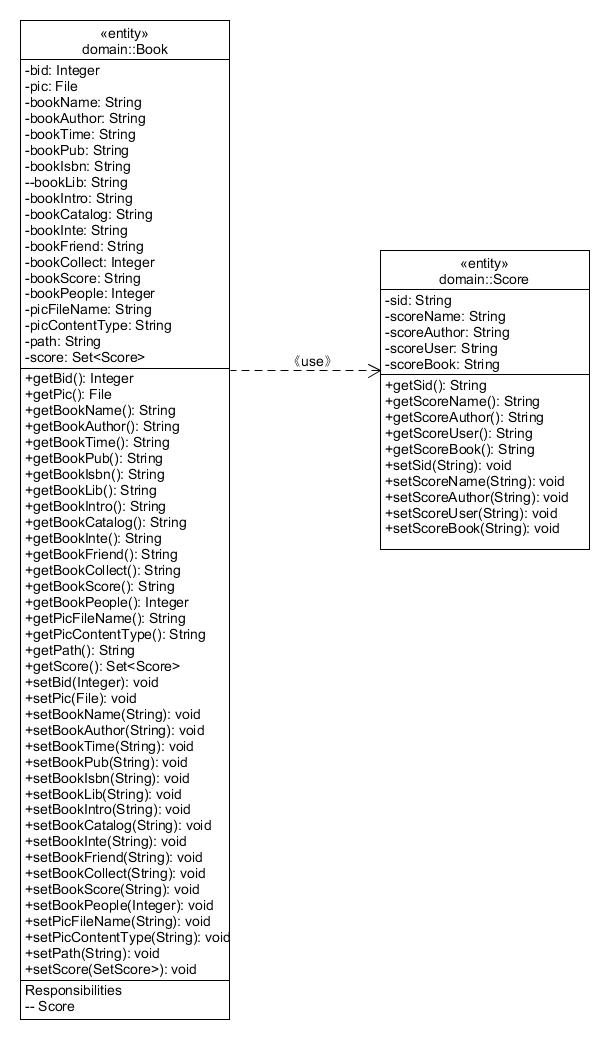 «entity»
domain::Book
-bid: Integer
-pic: File
-bookName: String
-bookAuthor: String
-bookTime: String
-bookPub: String
-bookIsbn: String
--bookLib: String
-bookIntro: String
-bookCatalog: String
-bookInte: String
-bookFriend: String
-bookCollect: Integer
-bookScore: String
-bookPeople: Integer
-picFileName: String
-picContentType: String
-path: String
-score: Set<Score>
+getBid(): Integer
+getPic(): File
+getBookName(): String
+getBookAuthor(): String
+getBookTime(): String
+getBookPub(): String
+getBookIsbn(): String
+getBookLib(): String
+getBookIntro(): String
+getBookCatalog(): String
+getBookInte(): String
+getBookFriend(): String
+getBookCollect(): String
+getBookScore(): String
+getBookPeople(): Integer
+getPicFileName(): String
+getPicContentType(): String
+getPath(): String
+getScore(): Set<Score>
+setBid(Integer): void
+setPic(File): void
+setBookName(String): void
+setBookAuthor(String): void
+setBookTime(String): void
+setBookPub(String): void
+setBookIsbn(String): void
+setBookLib(String): void
+setBookIntro(String): void
+setBookCatalog(String): void
+setBookInte(String): void
+setBookFriend(String): void
+setBookCollect(String): void
+setBookScore(String): void
+setBookPeople(Integer): void
+setPicFileName(String): void
+setPicContentType(String): void
+setPath(String): void
+setScore(SetScore>): void
Responsibilities
-- Score
《use》
«entity»
domain::Score
-sid: String
-scoreName: String
-scoreAuthor: String
-scoreUser: String
-scoreBook: String
+getSid(): String
+getScoreName(): String
+getScoreAuthor(): String
+getScoreUser(): String
+getScoreBook(): String
+setSid(String): void
+setScoreName(String): void
+setScoreAuthor(String): void
+setScoreUser(String): void
+setScoreBook(String): void